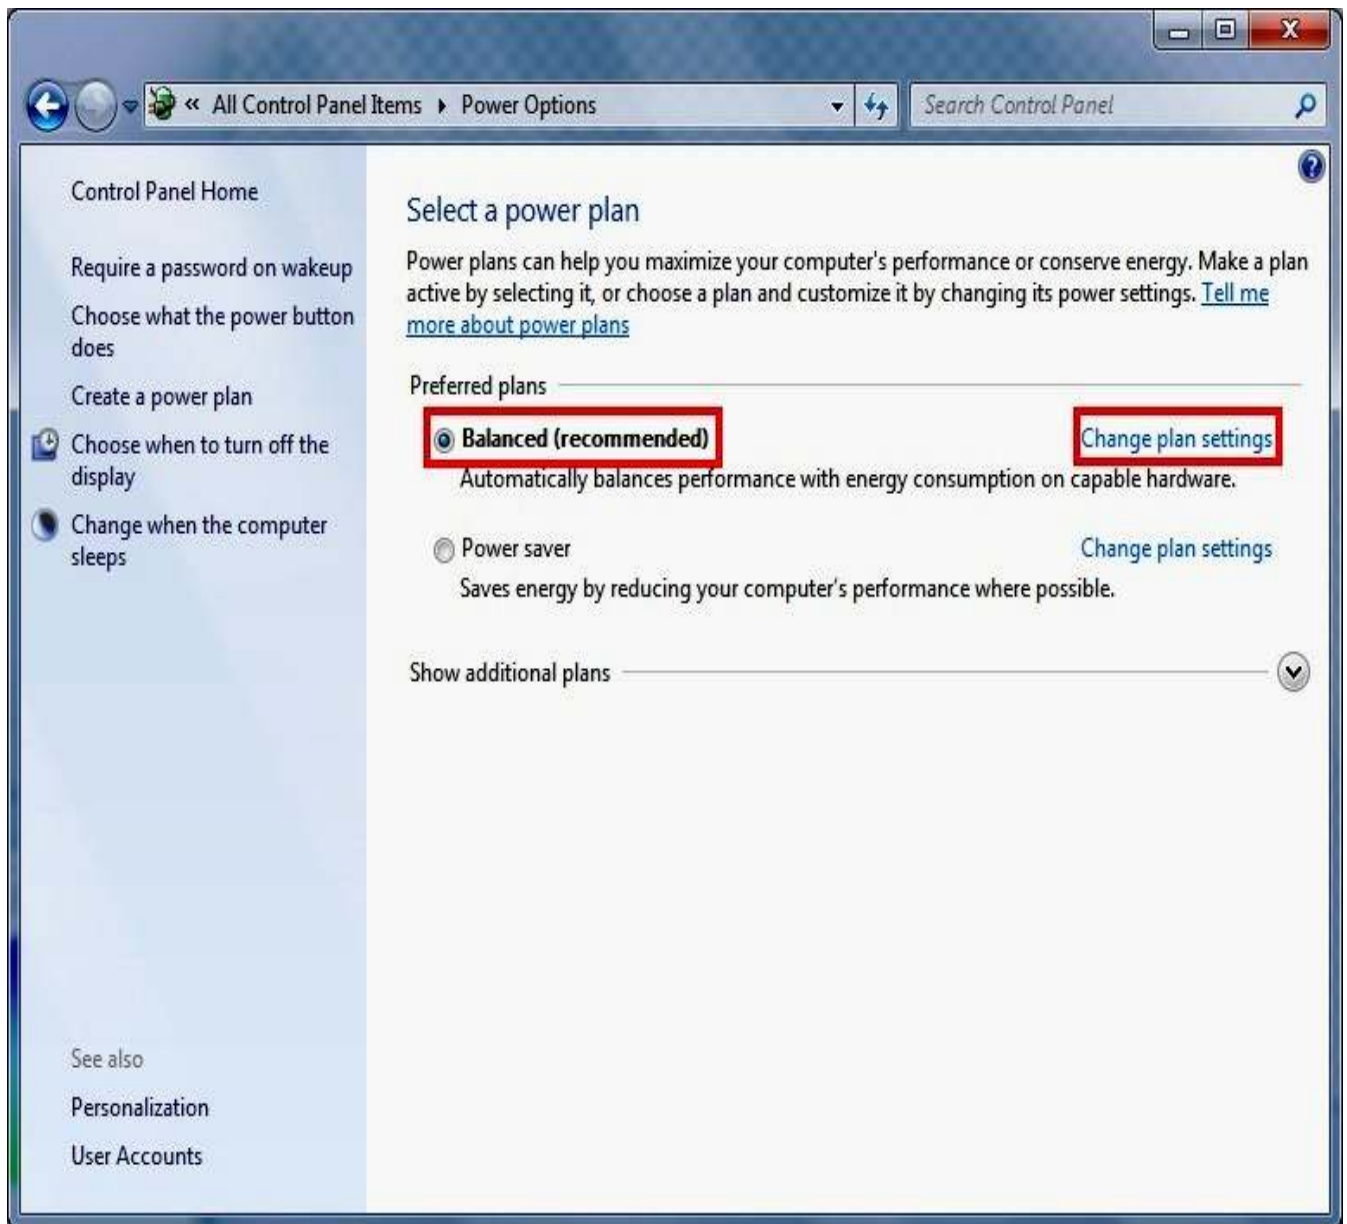 « All Control Panel Items ▸ Power Options
Search Control Panel
Control Panel Home
Require a password on wakeup
Choose what the power button
does
Create a power plan
Choose when to turn off the
display
Change when the computer
sleeps
See also
Personalization
User Accounts
Select a power plan
Power plans can help you maximize your computer's performance or conserve energy. Make a plan
active by selecting it, or choose a plan and customize it by changing its power settings. Tell me
more about power plans
Preferred plans
Balanced (recommended) Change plan settings
Automatically balances performance with energy consumption on capable hardware.
Power saver Change plan settings
Saves energy by reducing your computer's performance where possible.
Show additional plans